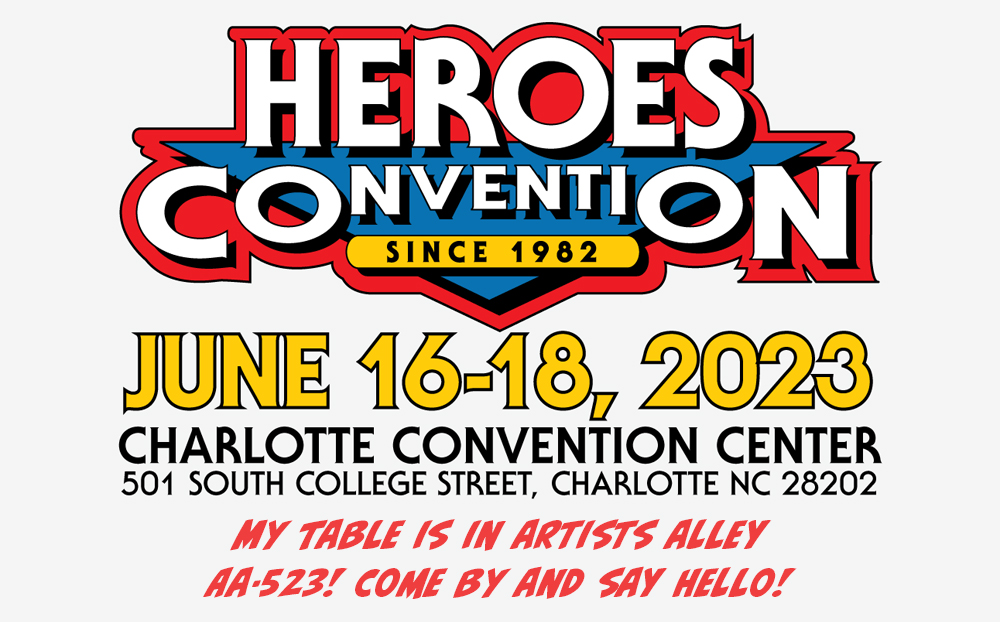 HEROES
CONVENTION
SINCE 1982
JUNE 16-18, 2023
CHARLOTTE CONVENTION CENTER
501 SOUTH COLLEGE STREET, CHARLOTTE NC 28202
MY TABLE IS IN ARTISTS ALLEY
AA-523! COME BY AND SAY HELLO!